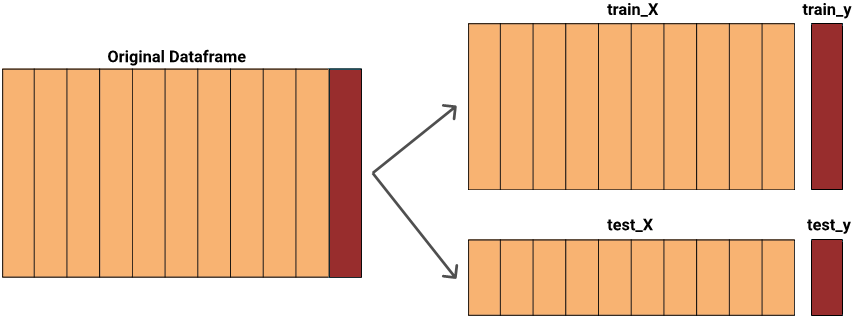 Original Dataframe
train_X
train_y
test_X
test_y